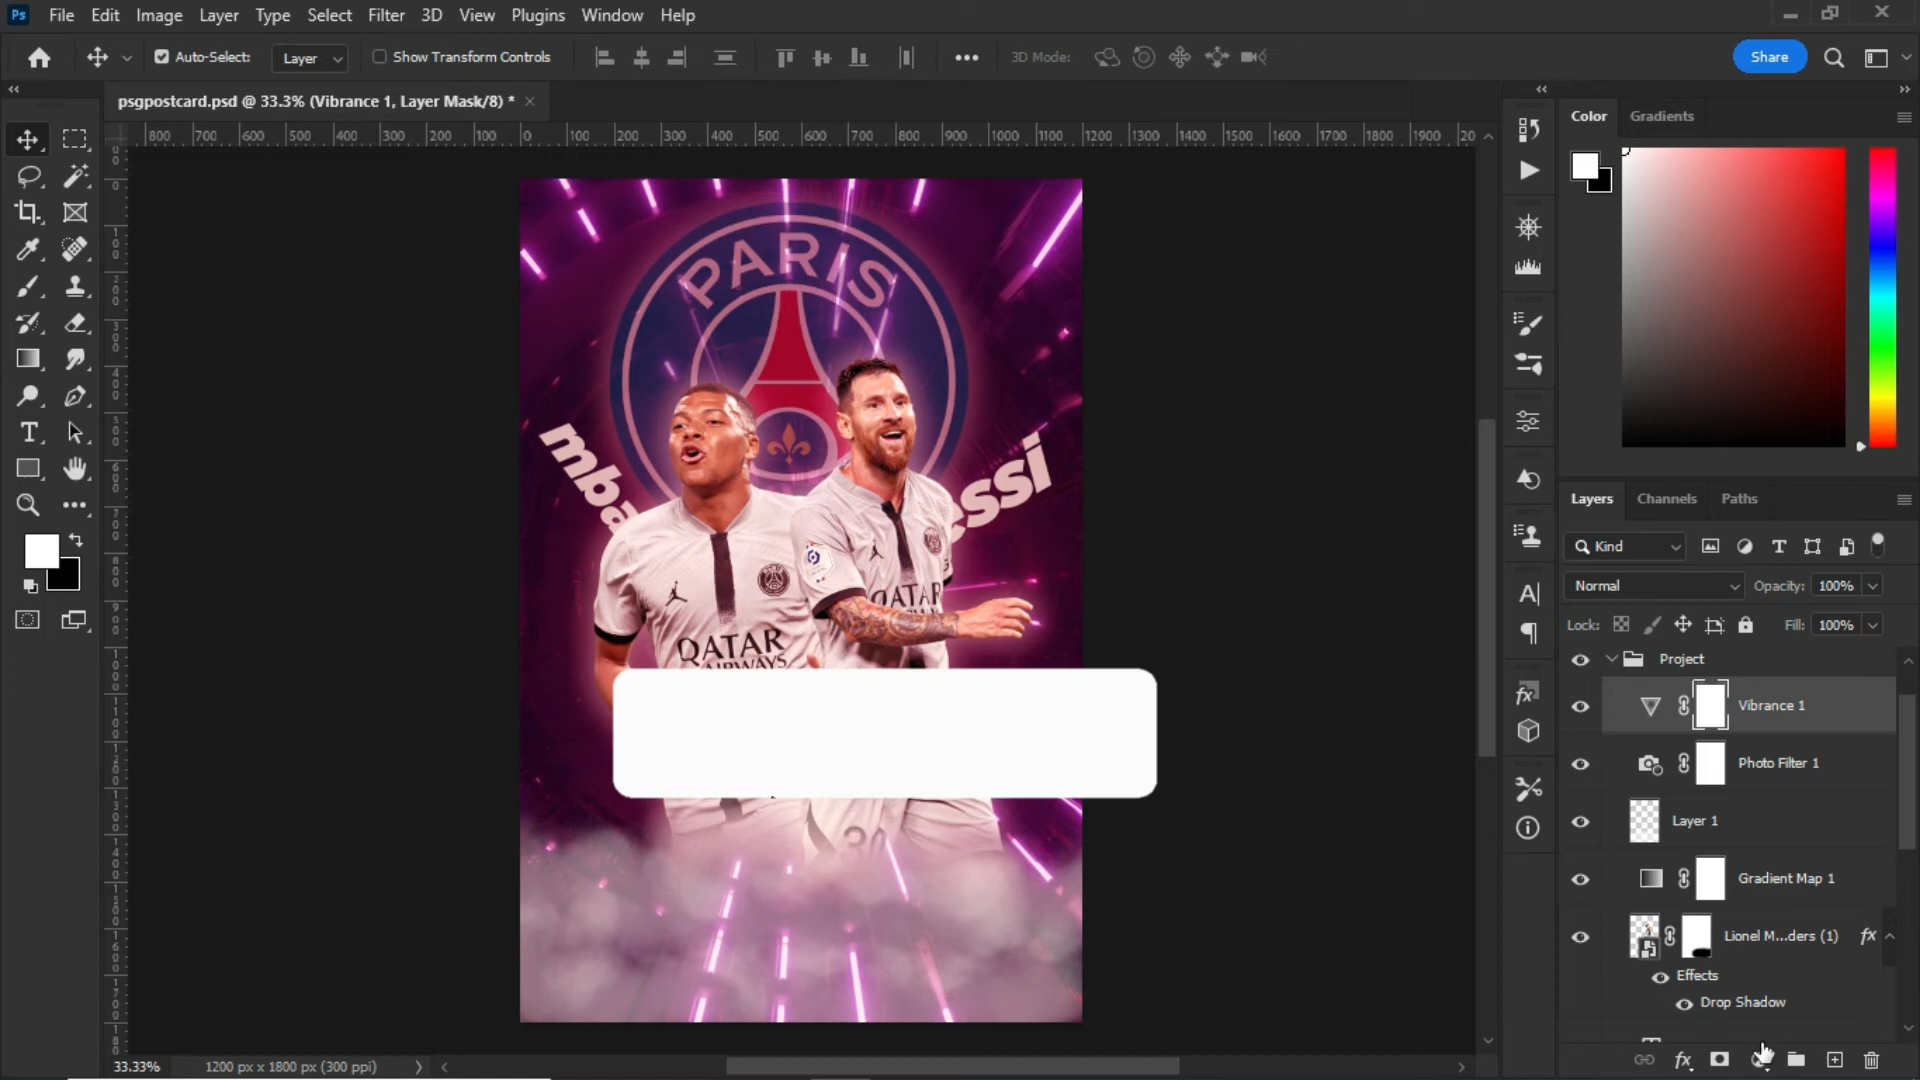 Ps File Edit Image Layer Type Select Filter 3D View Plugins Window Help
Auto-Select: Layer Show Transform Controls 3D Mode: Share
psgpostcard.psd @ 33.3% (Vibrance 1, Layer Mask/8) *
800 700 600 500 400 300 200 100 0 100 200 300 400 500 600 700 800 900 1000 1100 1200 1300 1400 1500 1600 1700 1800 1900 20
Color Gradients
PARIS
mba
essi
QATAR
AIRWAYS
QATAR
30
Layers Channels Paths
Kind
Normal Opacity: 100%
Lock: Fill: 100%
Project
Vibrance 1
Photo Filter 1
Layer 1
Gradient Map 1
Lionel M...ders (1) fx
Effects
Drop Shadow
33.33% 1200 px x 1800 px (300 ppi)